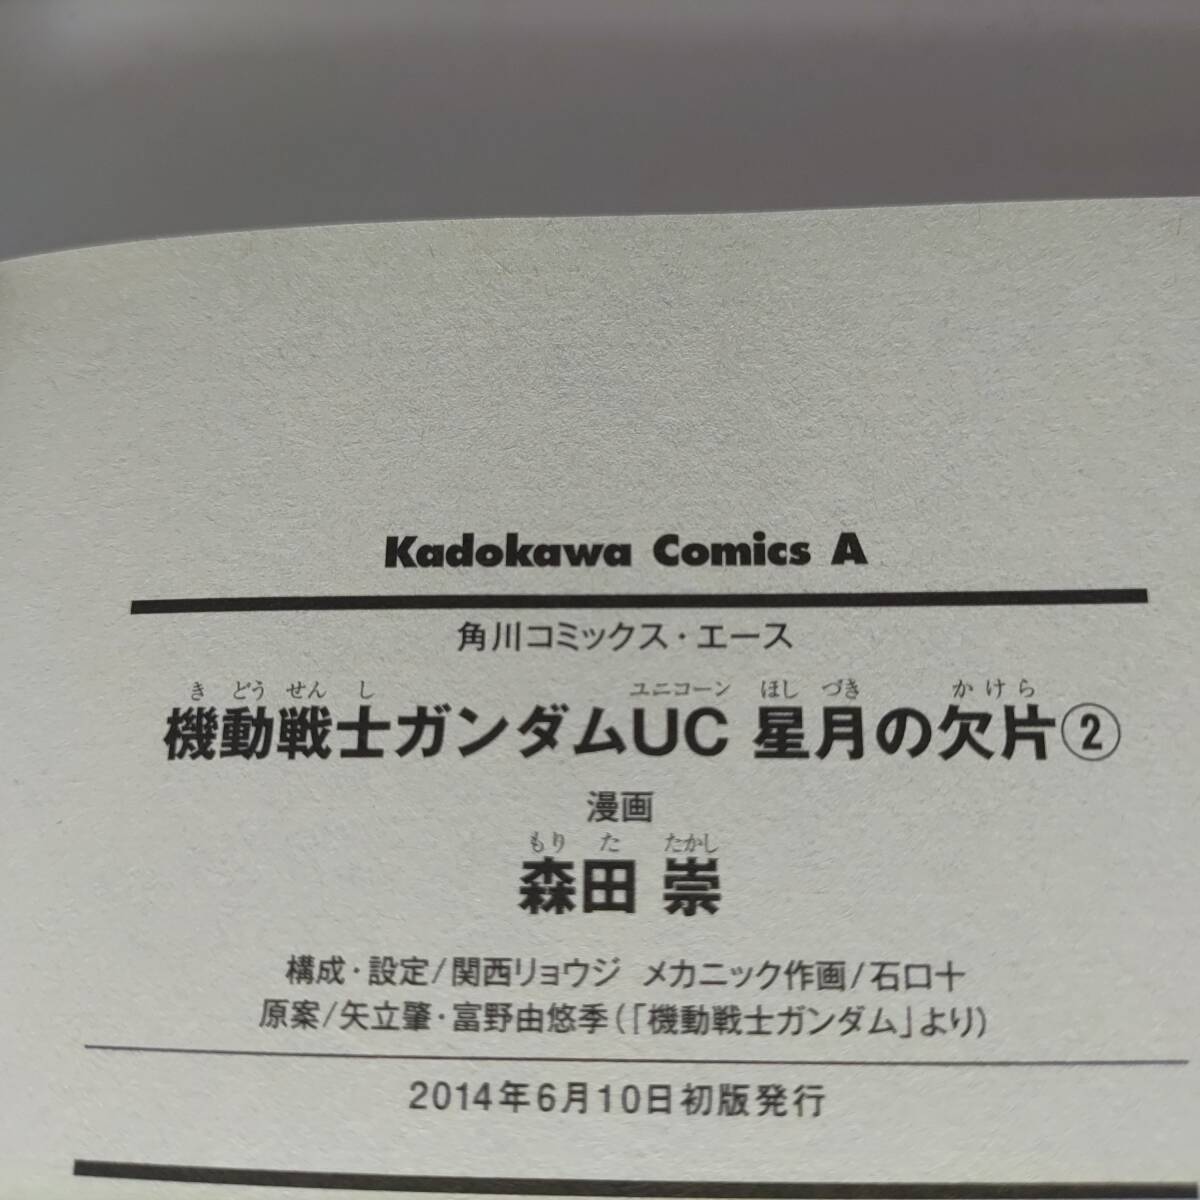 Kadokawa Comics A
角川コミックス・エース
きどうせんし ユニコーン ほしづき かけら
機動戦士ガンダムUC 星月の欠片②
漫画
もりた たかし
森田 崇
構成・設定/関西リョウジ メカニック作画/石口十
原案/矢立肇・富野由悠季(「機動戦士ガンダム」より)
2014年6月10日初版発行